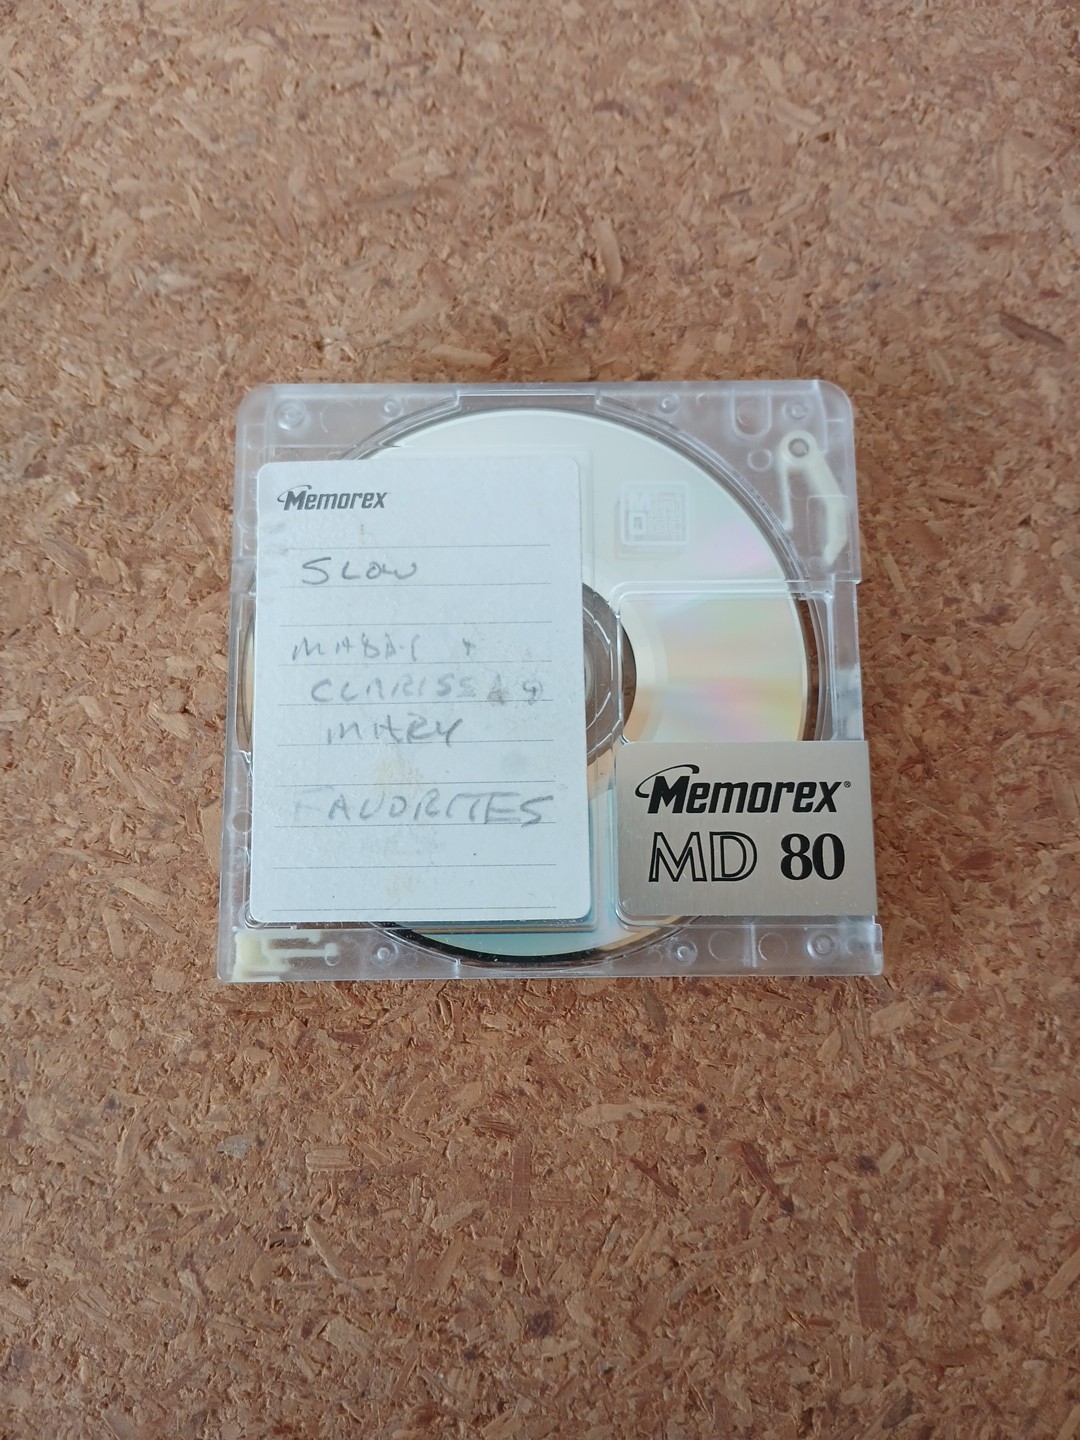 Memorex
SLOW
CLARISSA
MARY
FAVORITES
Memorex®
MD 80